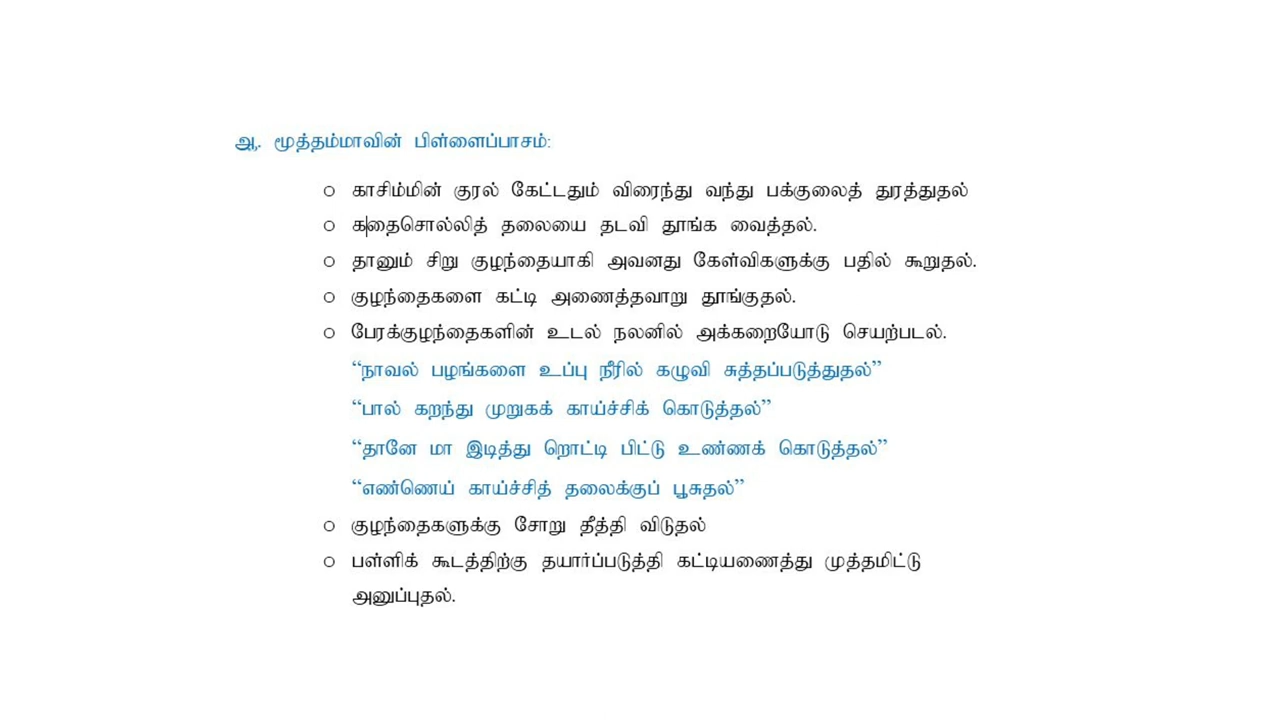 ஆ. மூத்தம்மாவின் பிள்ளைப்பாசம்:
o காசிம்மின் குரல் கேட்டதும் விரைந்து வந்து பக்குலைத் துரத்துதல்
o கதைசொல்லித் தலையை தடவி தூங்க வைத்தல்.
o தானும் சிறு குழந்தையாகி அவனது கேள்விகளுக்கு பதில் கூறுதல்.
o குழந்தைகளை கட்டி அணைத்தவாறு தூங்குதல்.
o பேரக்குழந்தைகளின் உடல் நலனில் அக்கறையோடு செயற்படல்.
“நாவல் பழங்களை உப்பு நீரில் கழுவி சுத்தப்படுத்துதல்”
“பால் கறந்து முறுகக் காய்ச்சிக் கொடுத்தல்”
“தானே மா இடித்து றொட்டி பிட்டு உண்ணக் கொடுத்தல்”
“எண்ணெய் காய்ச்சித் தலைக்குப் பூசுதல்”
o குழந்தைகளுக்கு சோறு தீத்தி விடுதல்
o பள்ளிக் கூடத்திற்கு தயார்ப்படுத்தி கட்டியணைத்து முத்தமிட்டு
அனுப்புதல்.